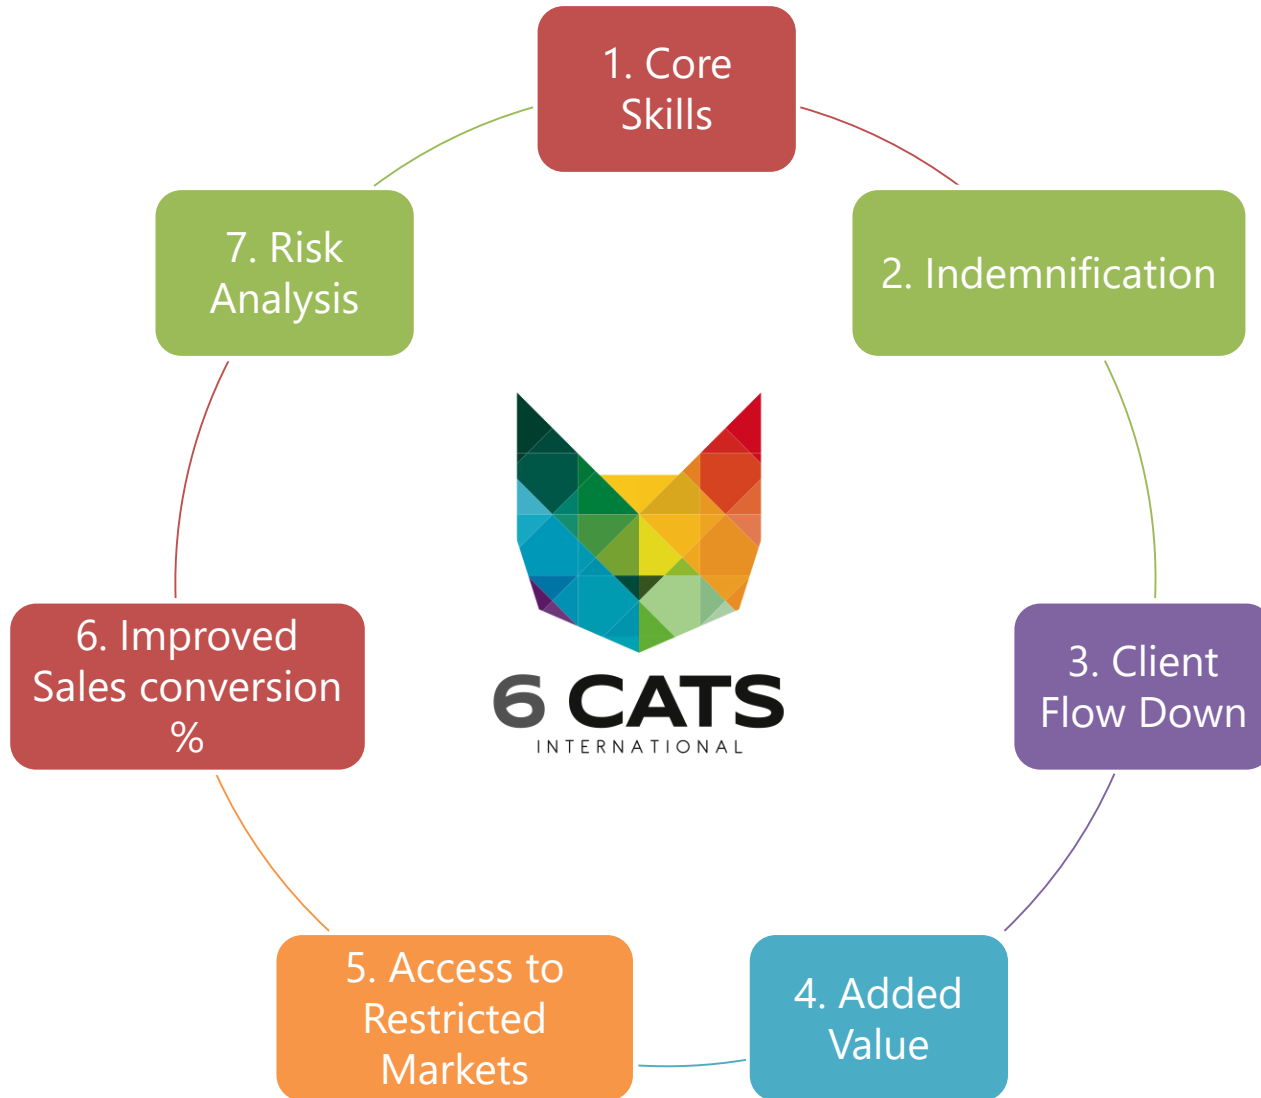 1. Core
Skills
2. Indemnification
3. Client
Flow Down
4. Added
Value
5. Access to
Restricted
Markets
6. Improved
Sales conversion
%
7. Risk
Analysis
6 CATS
INTERNATIONAL